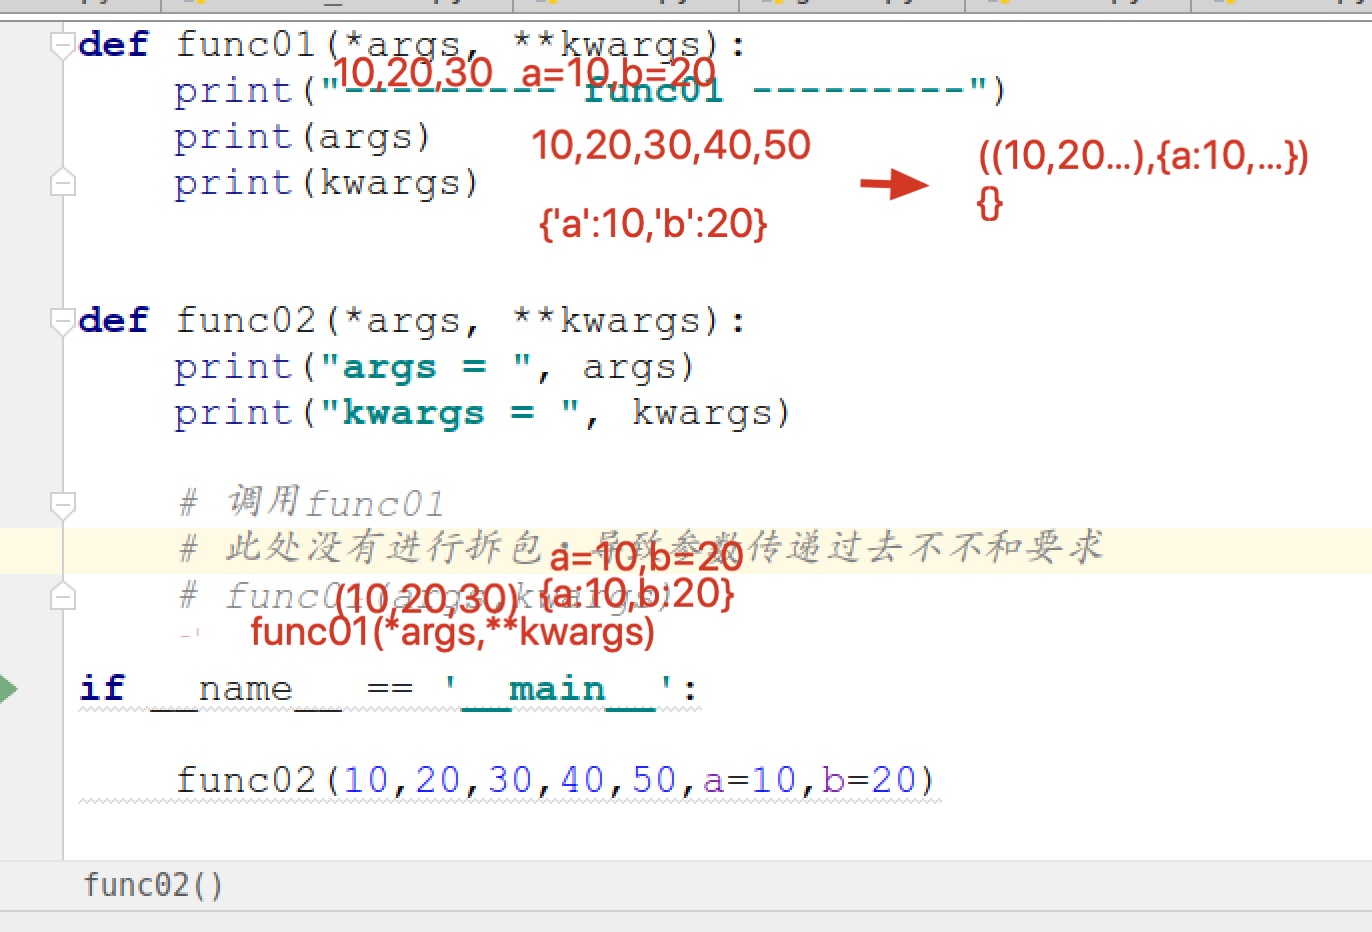 def func01(*args, **kwargs):
10,20,30 a=10,b=20
print("--------- func01 ---------")
print(args)
10,20,30,40,50
((10,20...),{a:10,...})
print(kwargs)
{}
{'a':10,'b':20}
def func02(*args, **kwargs):
print("args = ", args)
print("kwargs = ", kwargs)
# 调用func01
# 此处没有进行拆包：导致参数传递过去不不和要求
a=10,b=20
# func01(args,kwargs)
(10,20,30) {a:10,b:20}
func01(*args,**kwargs)
if __name__ == '__main__':
func02(10,20,30,40,50,a=10,b=20)
func02()